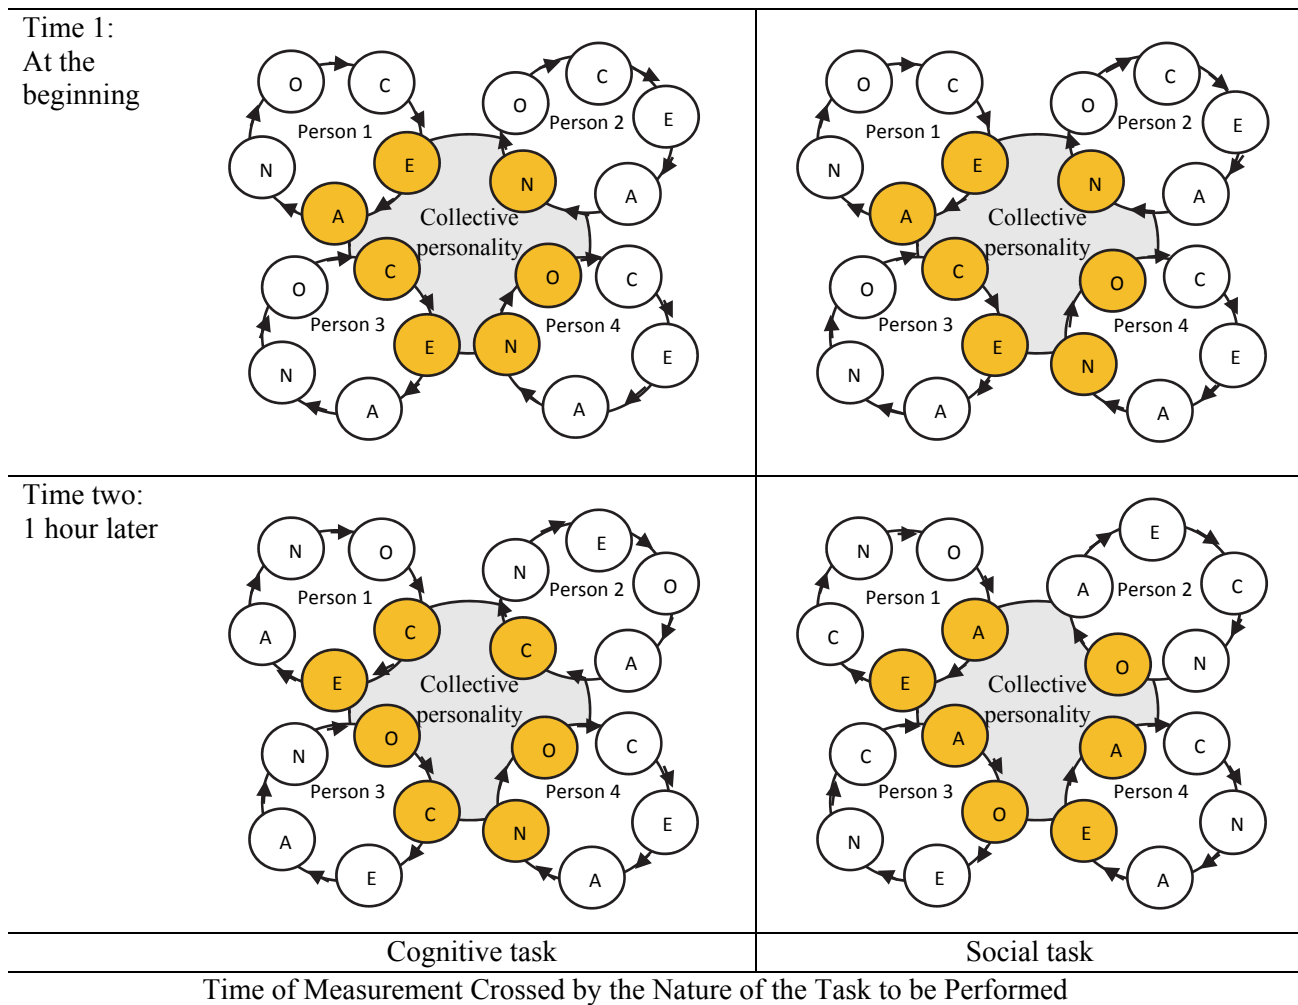 Time 1:
At the
beginning
O
C
Person 1
N
E
A
O
C
Person 2
E
N
A
Collective
personality
O
C
Person 3
N
E
A
O
C
Person 4
N
E
A
O
C
Person 1
N
E
A
O
C
Person 2
E
N
A
Collective
personality
O
C
Person 3
N
E
A
O
C
Person 4
N
E
A
Time two:
1 hour later
N
O
Person 1
A
C
E
N
E
Person 2
O
C
A
Collective
personality
N
O
Person 3
A
C
E
O
C
Person 4
N
E
A
N
O
Person 1
C
A
E
A
E
Person 2
C
O
N
Collective
personality
C
A
Person 3
N
O
E
A
C
Person 4
E
N
A
Cognitive task
Social task
Time of Measurement Crossed by the Nature of the Task to be Performed